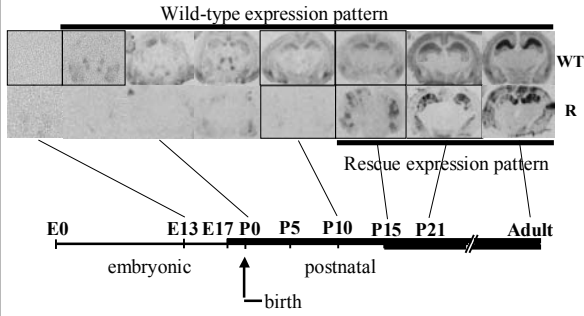 Wild-type expression pattern
WT
R
Rescue expression pattern
E0 E13 E17 P0 P5 P10 P15 P21 Adult
embryonic postnatal
birth